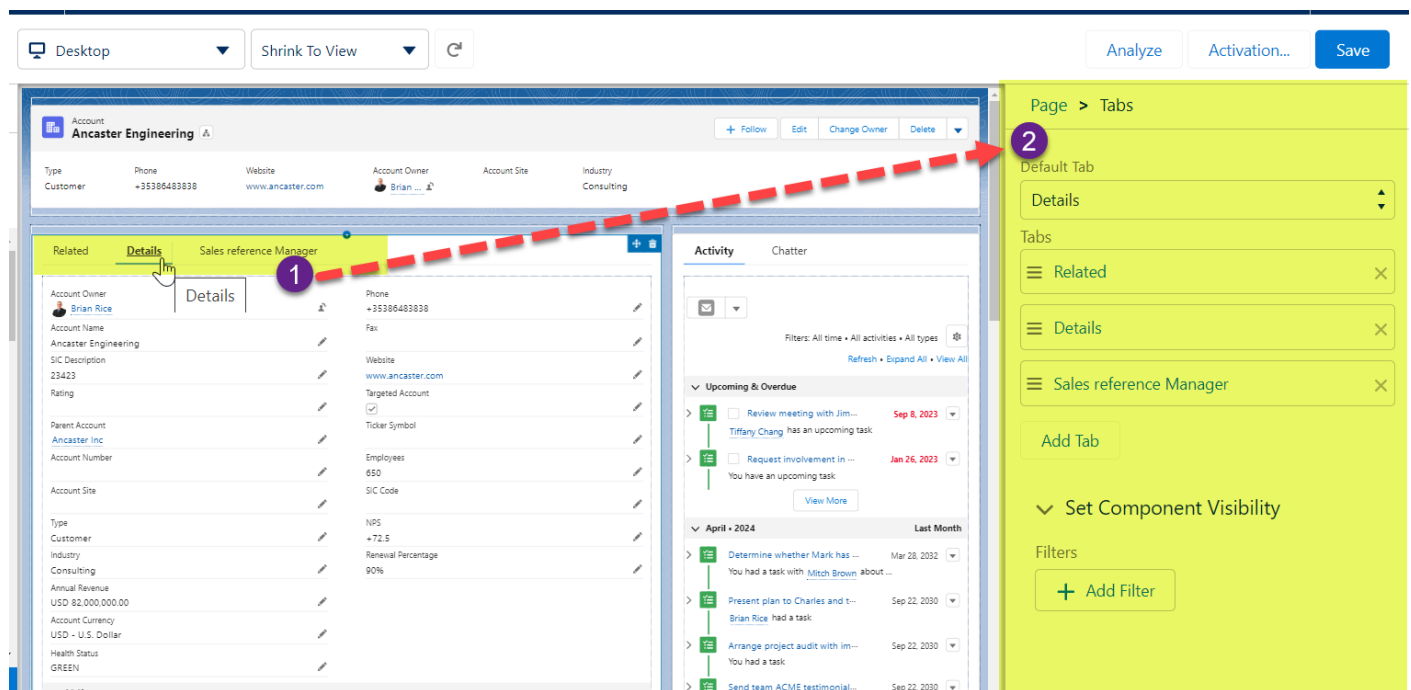 Desktop
Shrink To View
Analyze
Activation...
Save
Account
Ancaster Engineering
+ Follow
Edit
Change Owner
Delete
Type
Customer
Phone
+35386483838
Website
www.ancaster.com
Account Owner
Brian ...
Account Site
Industry
Consulting
Related
Details
Sales reference Manager
1
Details
Account Owner
Brian Rice
Phone
+35386483838
Account Name
Ancaster Engineering
Fax
SIC Description
23423
Website
www.ancaster.com
Rating
Targeted Account
Parent Account
Ancaster Inc
Ticker Symbol
Account Number
Employees
650
Account Site
SIC Code
Type
Customer
NPS
+72.5
Industry
Consulting
Renewal Percentage
90%
Annual Revenue
USD 82,000,000.00
Account Currency
USD - U.S. Dollar
Health Status
GREEN
Activity
Chatter
Filters: All time • All activities • All types
Refresh • Expand All • View All
Upcoming & Overdue
Review meeting with Jim...
Sep 8, 2023
Tiffany Chang has an upcoming task
Request involvement in ...
Jan 26, 2023
You have an upcoming task
View More
April • 2024
Last Month
Determine whether Mark has ...
Mar 28, 2032
You had a task with Mitch Brown about ...
Present plan to Charles and t...
Sep 22, 2030
Brian Rice had a task
Arrange project audit with im...
Sep 22, 2030
You had a task
Send team ACME testimonial...
Sep 22, 2030
Page > Tabs
2
Default Tab
Details
Tabs
Related
Details
Sales reference Manager
Add Tab
Set Component Visibility
Filters
+ Add Filter